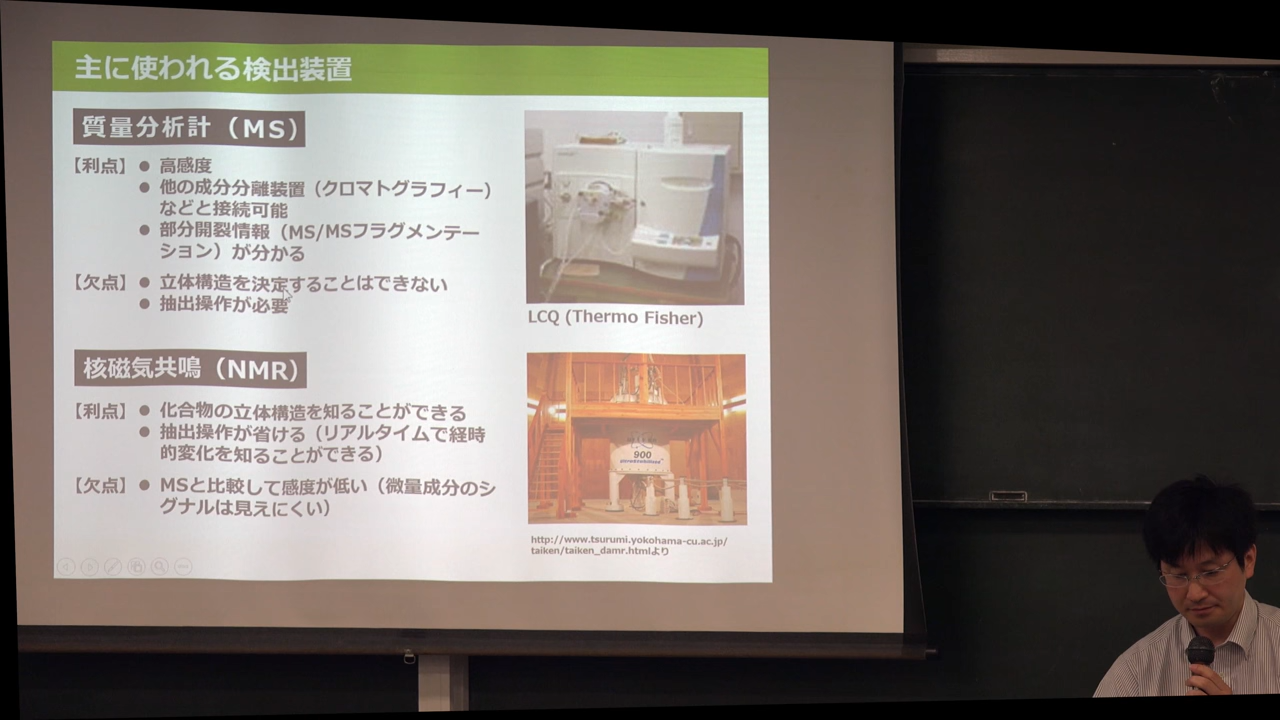 主に使われる検出装置
質量分析計（MS）
【利点】 ● 高感度
● 他の成分分離装置（クロマトグラフィー）
などと接続可能
● 部分開裂情報（MS/MSフラグメンテー
ション）が分かる
【欠点】 ● 立体構造を決定することはできない
● 抽出操作が必要
LCQ (Thermo Fisher)
核磁気共鳴（NMR）
【利点】 ● 化合物の立体構造を知ることができる
● 抽出操作が省ける（リアルタイムで経時
的変化を知ることができる）
【欠点】 ● MSと比較して感度が低い（微量成分のシ
グナルは見えにくい）
900
http://www.tsurumi.yokohama-cu.ac.jp/
taiken/taiken_damr.htmlより